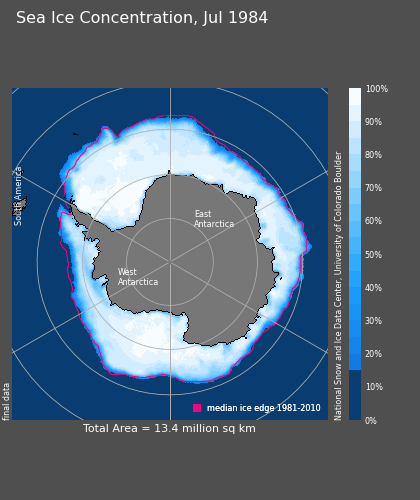 Sea Ice Concentration, Jul 1984
South America
East
Antarctica
West
Antarctica
final data
median ice edge 1981-2010
Total Area = 13.4 million sq km
National Snow and Ice Data Center, University of Colorado Boulder
100%
90%
80%
70%
60%
50%
40%
30%
20%
10%
0%